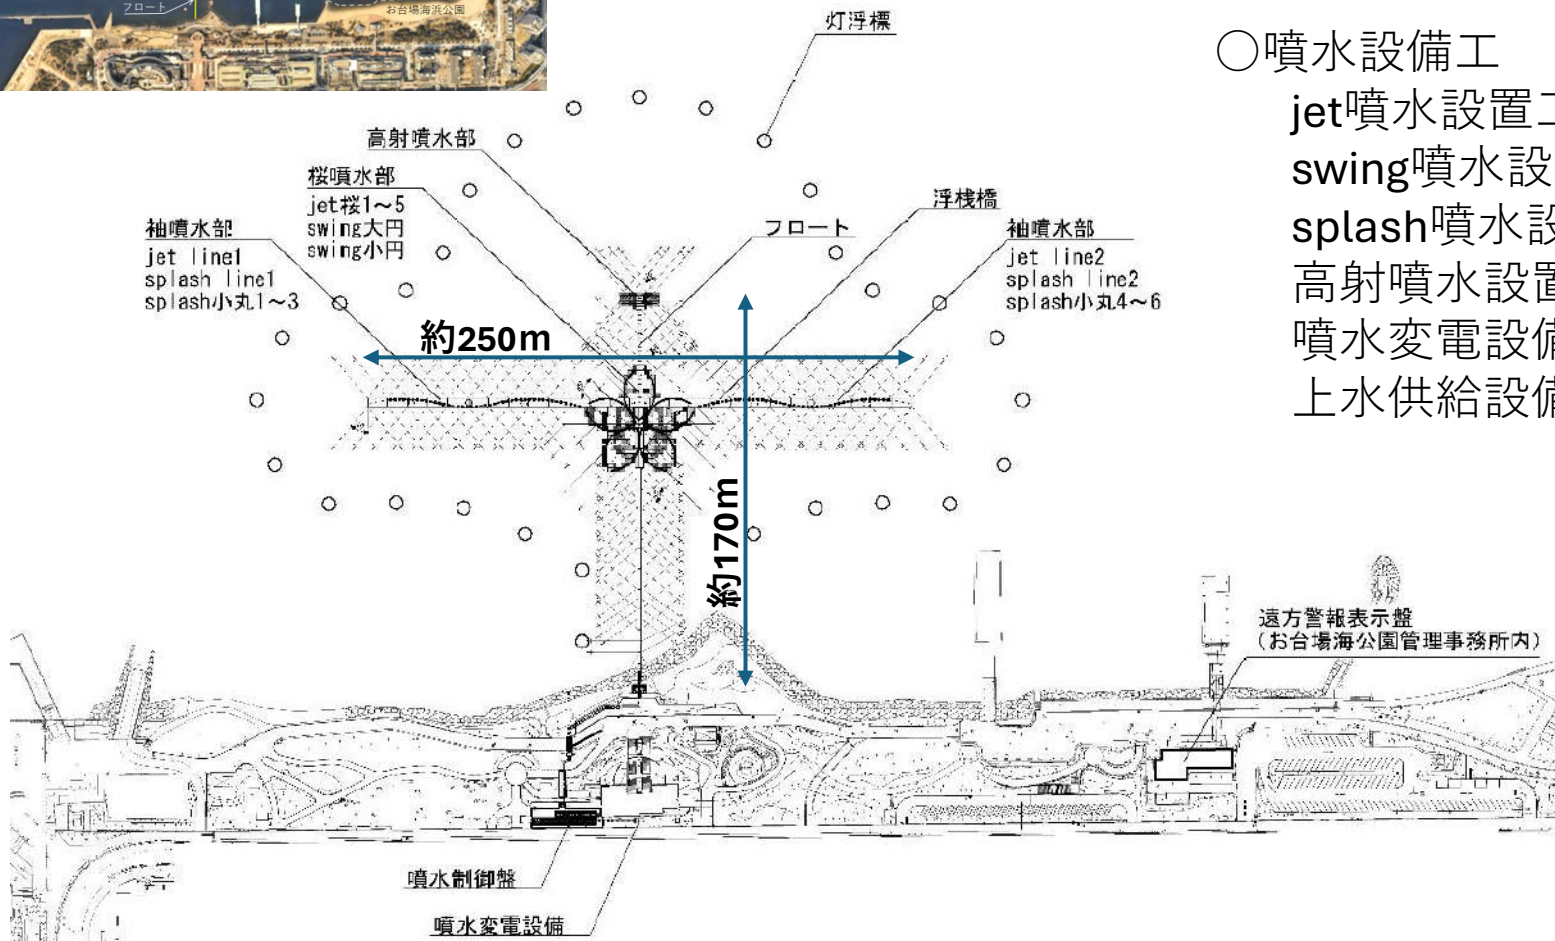 フロート
お台場海浜公園
灯浮標
高射噴水部
桜噴水部
jet桜1～5
swing大円
swing小円
袖噴水部
jet line1
splash line1
splash小丸1～3
フロート
浮桟橋
袖噴水部
jet line2
splash line2
splash小丸4～6
約250m
約170m
遠方警報表示盤
(お台場海公園管理事務所内)
噴水制御盤
噴水変電設備
○噴水設備工
jet噴水設置工
swing噴水設
splash噴水設
高射噴水設置
噴水変電設備
上水供給設備